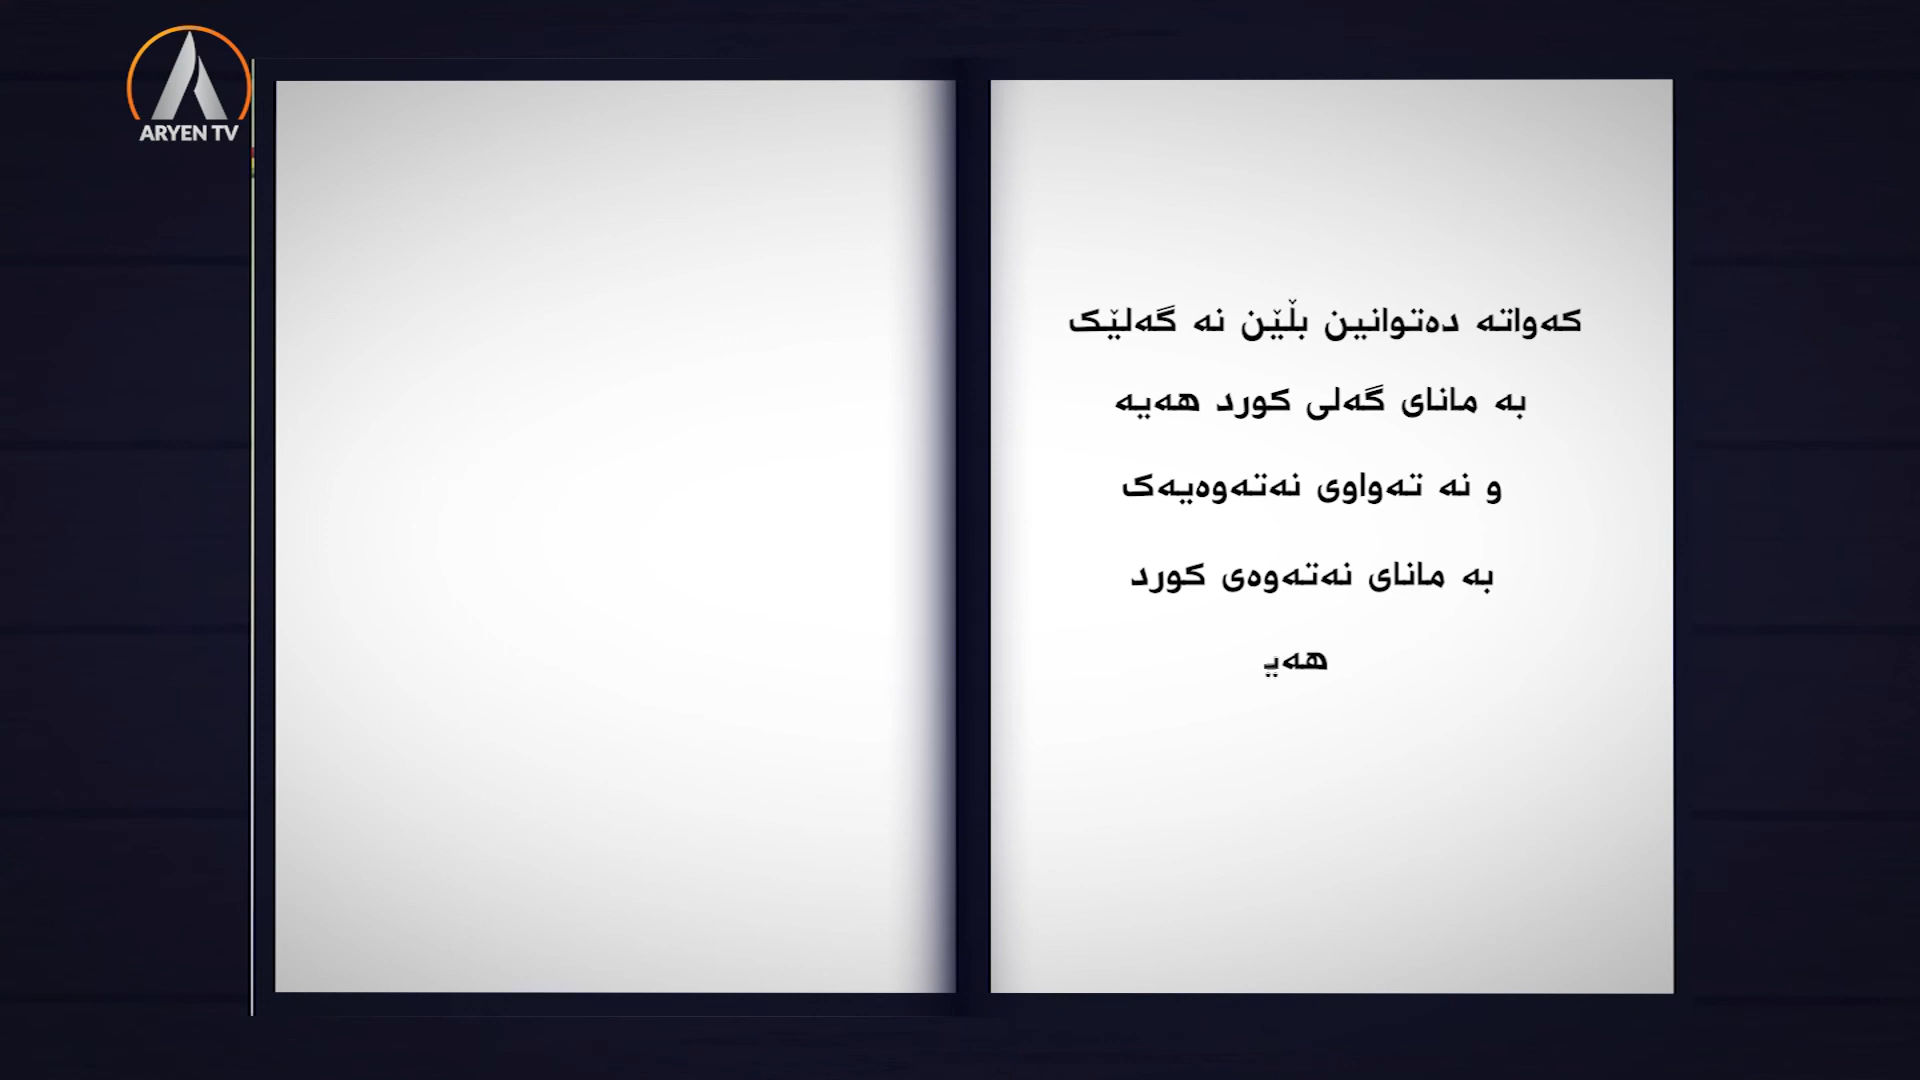 ARYEN TV
کەواتە دەتوانین بڵێن نە گەلێک
بە مانای گەلی کورد هەیە
و نە تەواوی نەتەوەیەک
بە مانای نەتەوەی کورد
هەیـ